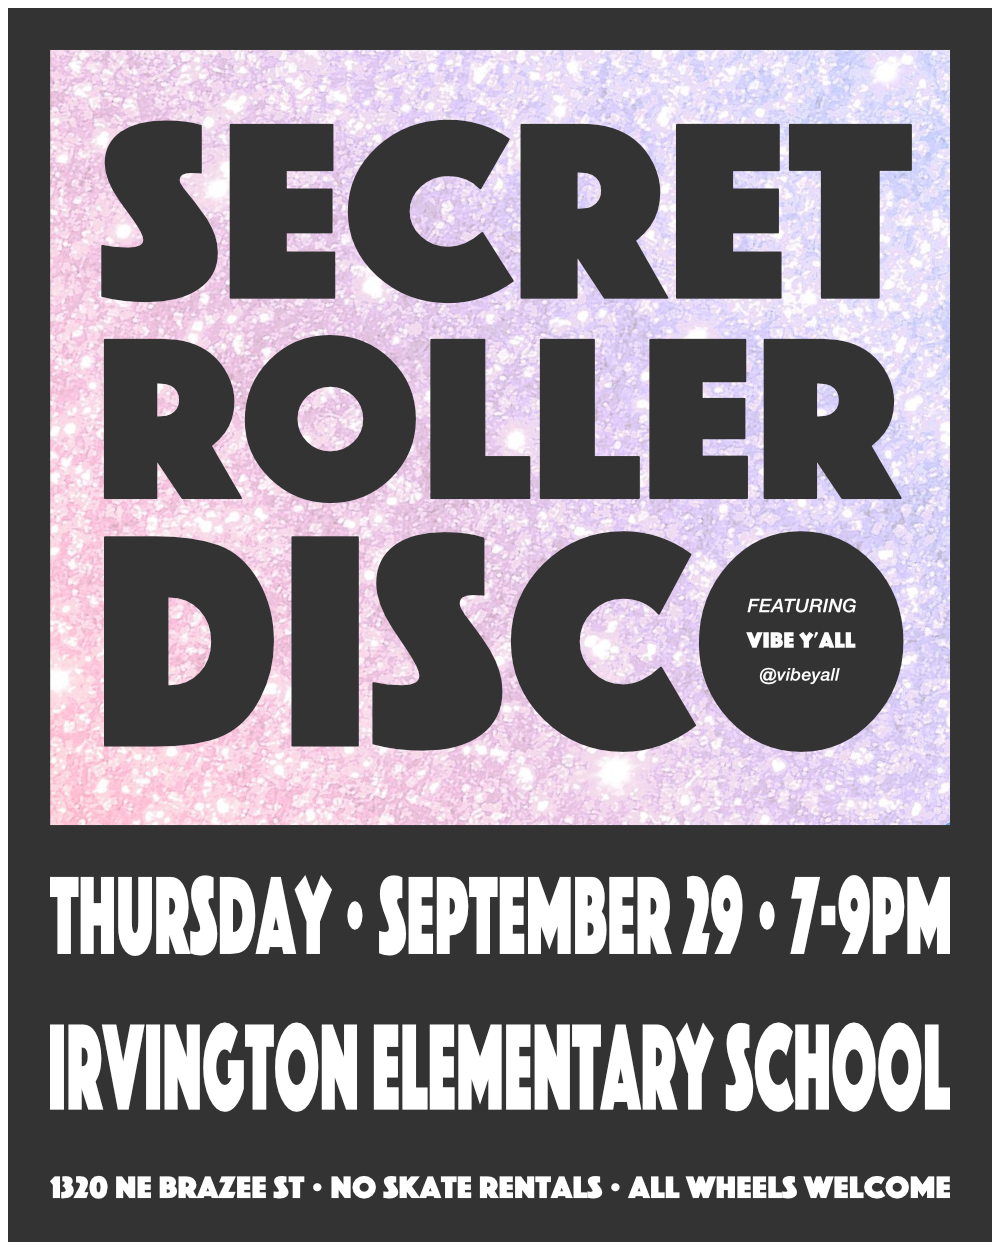 SECRET
ROLLER
DISCO
FEATURING
VIBE Y'ALL
@vibeyall
THURSDAY • SEPTEMBER 29 • 7-9PM
IRVINGTON ELEMENTARY SCHOOL
1320 NE BRAZEE ST • NO SKATE RENTALS • ALL WHEELS WELCOME